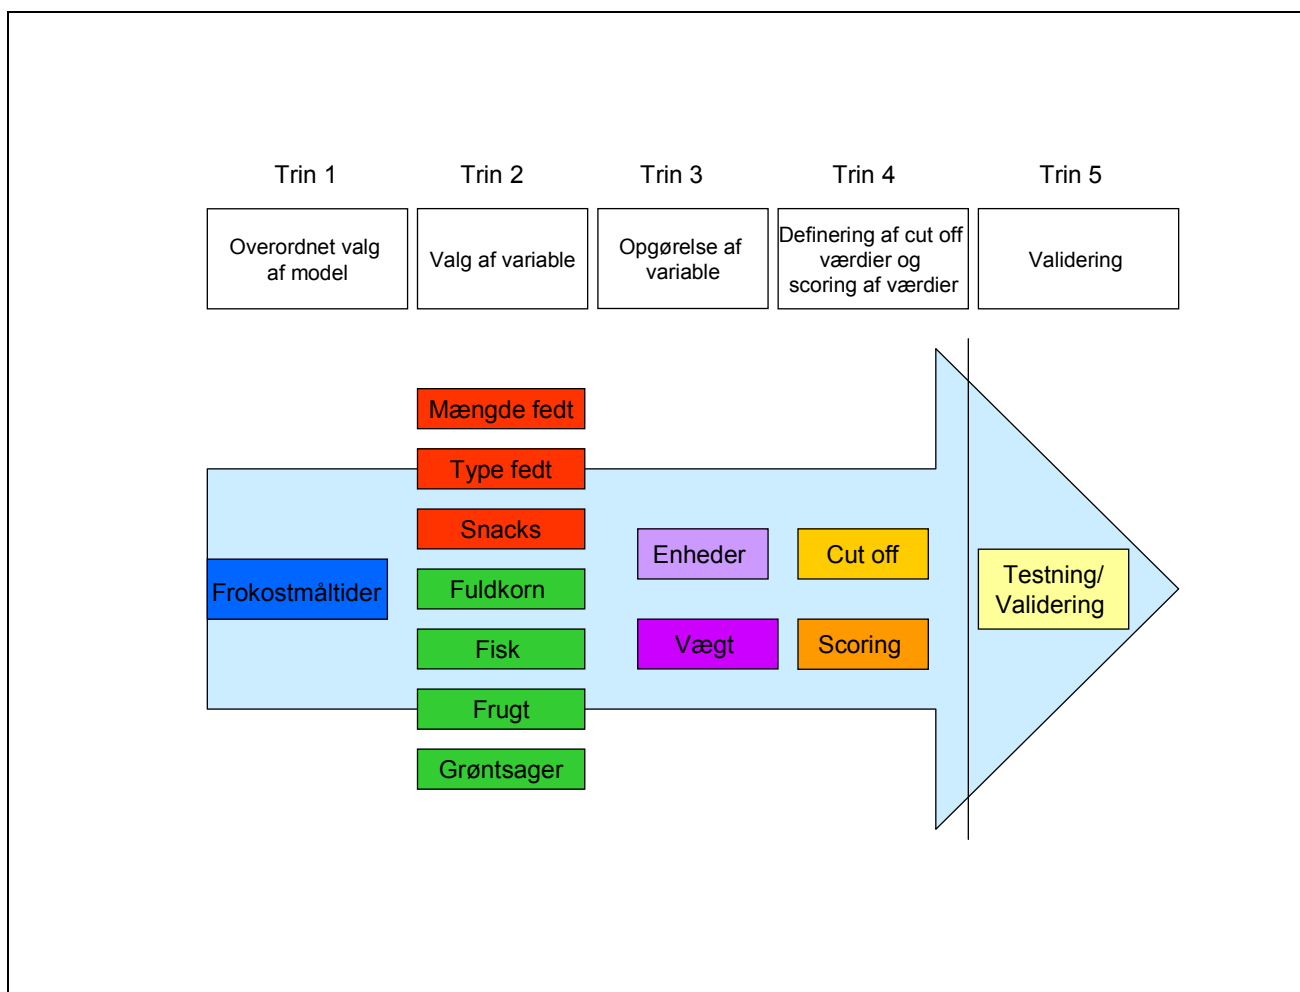 Trin 1
Trin 2
Trin 3
Trin 4
Trin 5
Overordnet valg
af model
Valg af variable
Opgørelse af
variable
Definering af cut off
værdier og
scoring af værdier
Validering
Frokostmåltider
Mængde fedt
Type fedt
Snacks
Fuldkorn
Fisk
Frugt
Grøntsager
Enheder
Vægt
Cut off
Scoring
Testning/
Validering